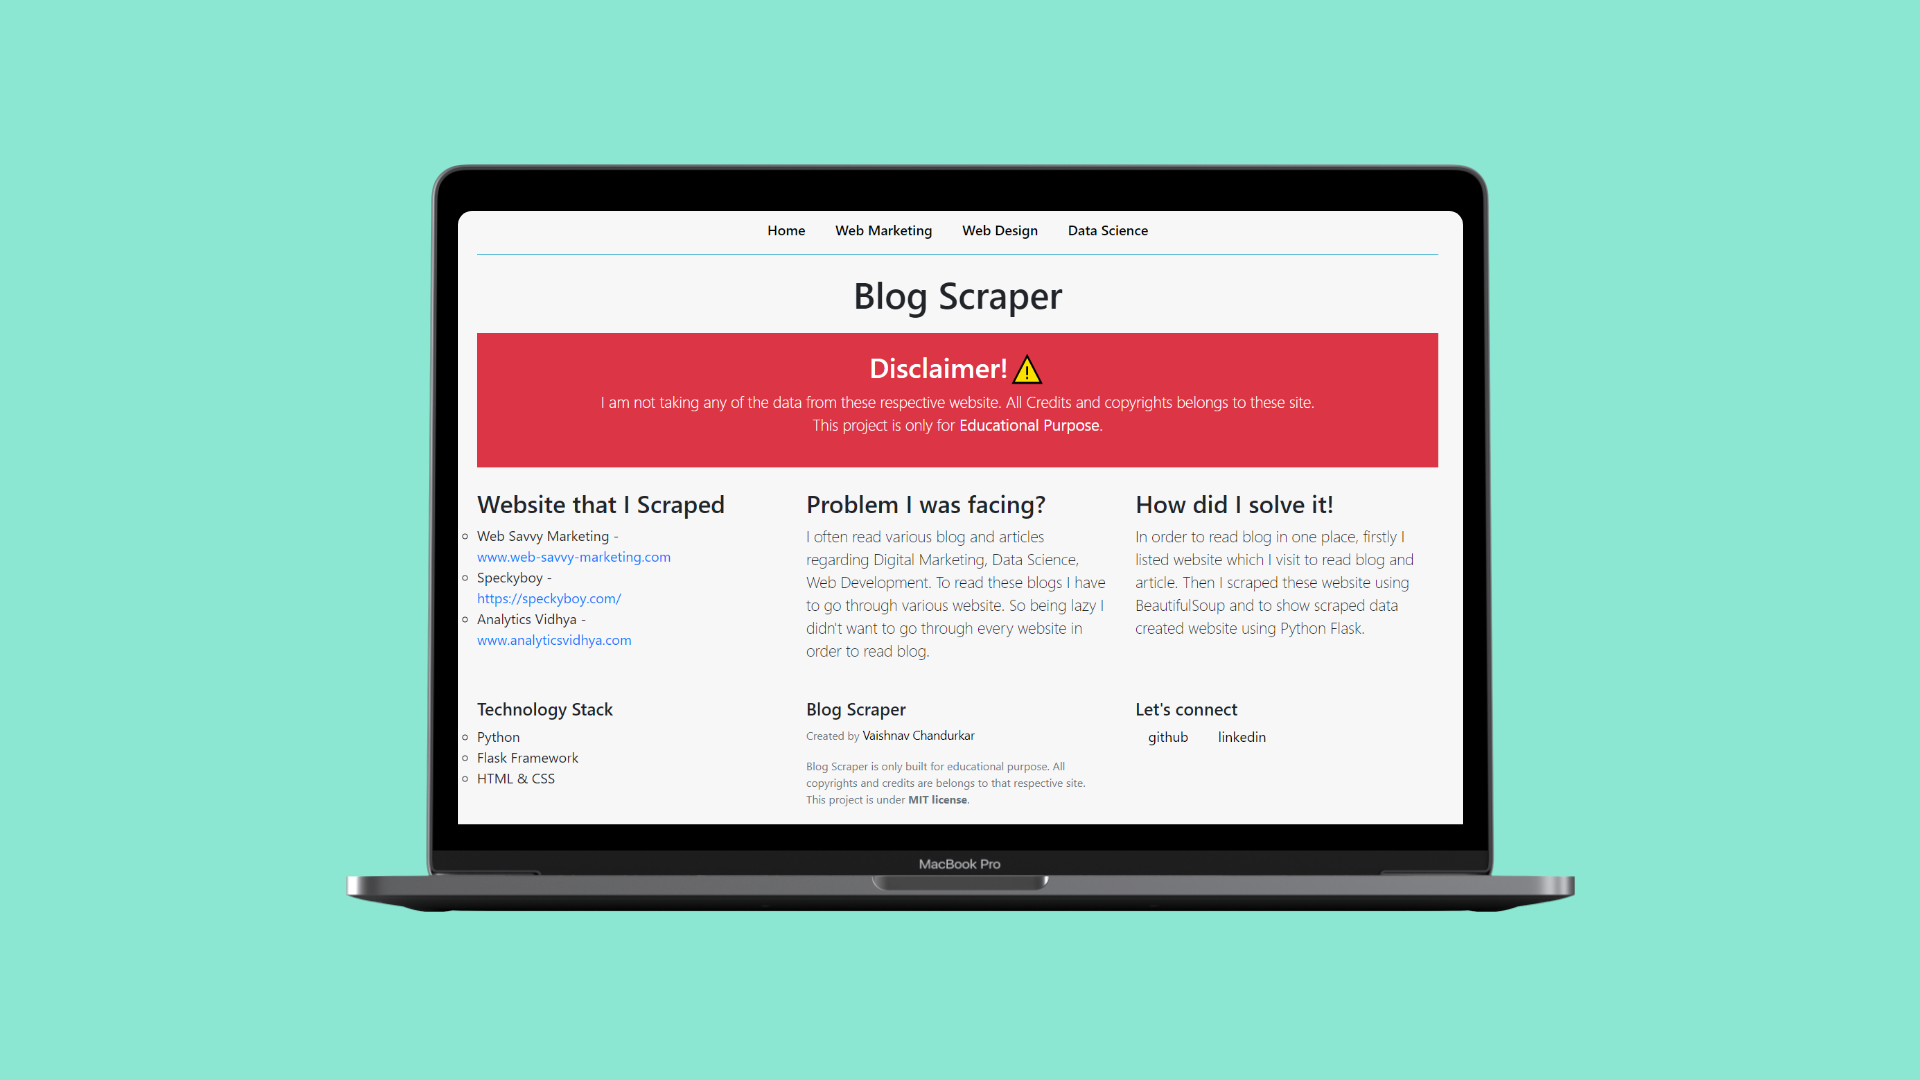 Home Web Marketing Web Design Data Science
Blog Scraper
Disclaimer!
I am not taking any of the data from these respective website. All Credits and copyrights belongs to these site.
This project is only for Educational Purpose.
Website that I Scraped
Web Savvy Marketing -
www.web-savvy-marketing.com
Speckyboy -
https://speckyboy.com/
Analytics Vidhya -
www.analyticsvidhya.com
Problem I was facing?
I often read various blog and articles
regarding Digital Marketing, Data Science,
Web Development. To read these blogs I have
to go through various website. So being lazy I
didn't want to go through every website in
order to read blog.
How did I solve it!
In order to read blog in one place, firstly I
listed website which I visit to read blog and
article. Then I scraped these website using
BeautifulSoup and to show scraped data
created website using Python Flask.
Technology Stack
Python
Flask Framework
HTML & CSS
Blog Scraper
Created by Vaishnav Chandurkar
Blog Scraper is only built for educational purpose. All
copyrights and credits are belongs to that respective site.
This project is under MIT license.
Let's connect
github linkedin
MacBook Pro